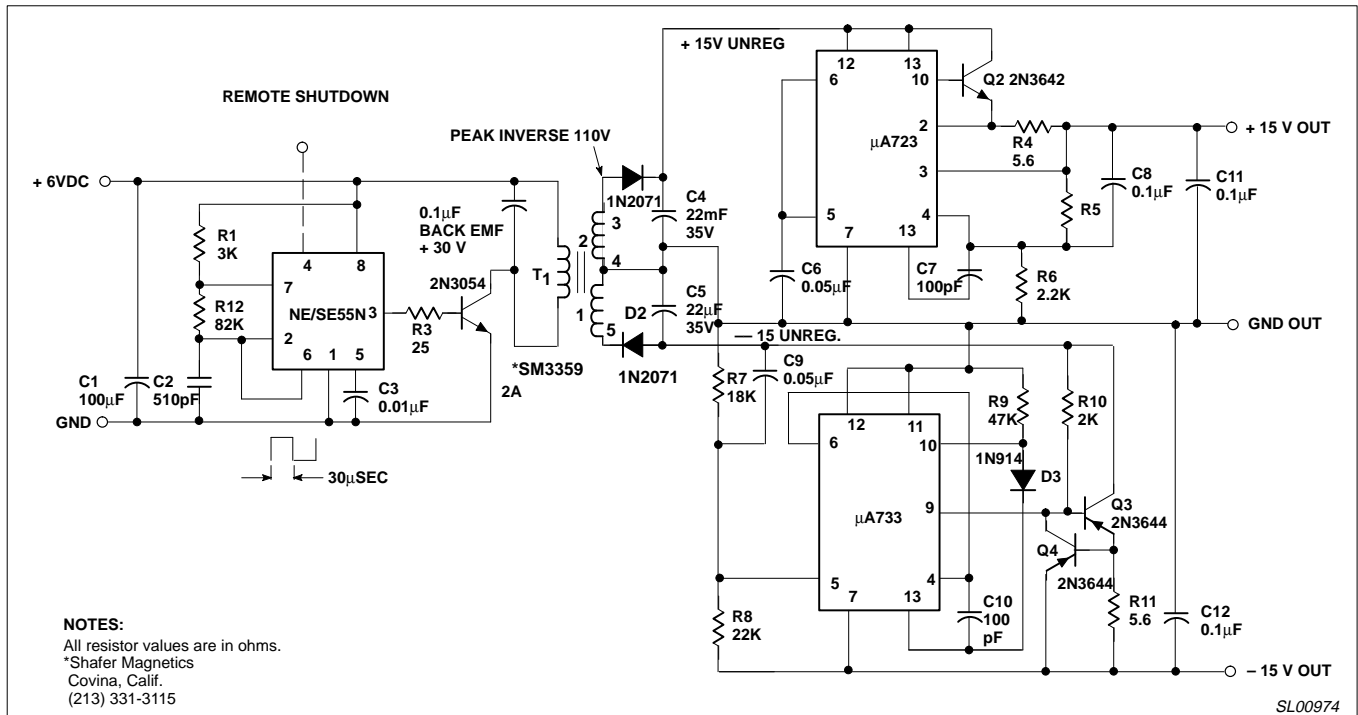 REMOTE SHUTDOWN
+ 6VDC
R1
3K
R12
82K
C1
100μF
C2
510pF
GND
4
8
7
NE/SE55N
3
2
6
1
5
C3
0.01μF
R3
25
2N3054
2A
0.1μF
BACK EMF
+ 30 V
30μSEC
PEAK INVERSE 110V
T1
2
3
4
1
5
*SM3359
1N2071
D2
1N2071
C4
22mF
35V
C5
22μF
35V
+ 15V UNREG
— 15 UNREG.
12
13
6
10
2
μA723
3
5
4
7
13
Q2 2N3642
R4
5.6
R5
C6
0.05μF
C7
100pF
R6
2.2K
C8
0.1μF
C11
0.1μF
+ 15 V OUT
GND OUT
R7
18K
C9
0.05μF
R8
22K
12
11
6
10
μA733
9
5
4
7
13
R9
47K
1N914
D3
R10
2K
Q3
2N3644
Q4
2N3644
C10
100
pF
R11
5.6
C12
0.1μF
– 15 V OUT
NOTES:
All resistor values are in ohms.
*Shafer Magnetics
Covina, Calif.
(213) 331-3115
SL00974